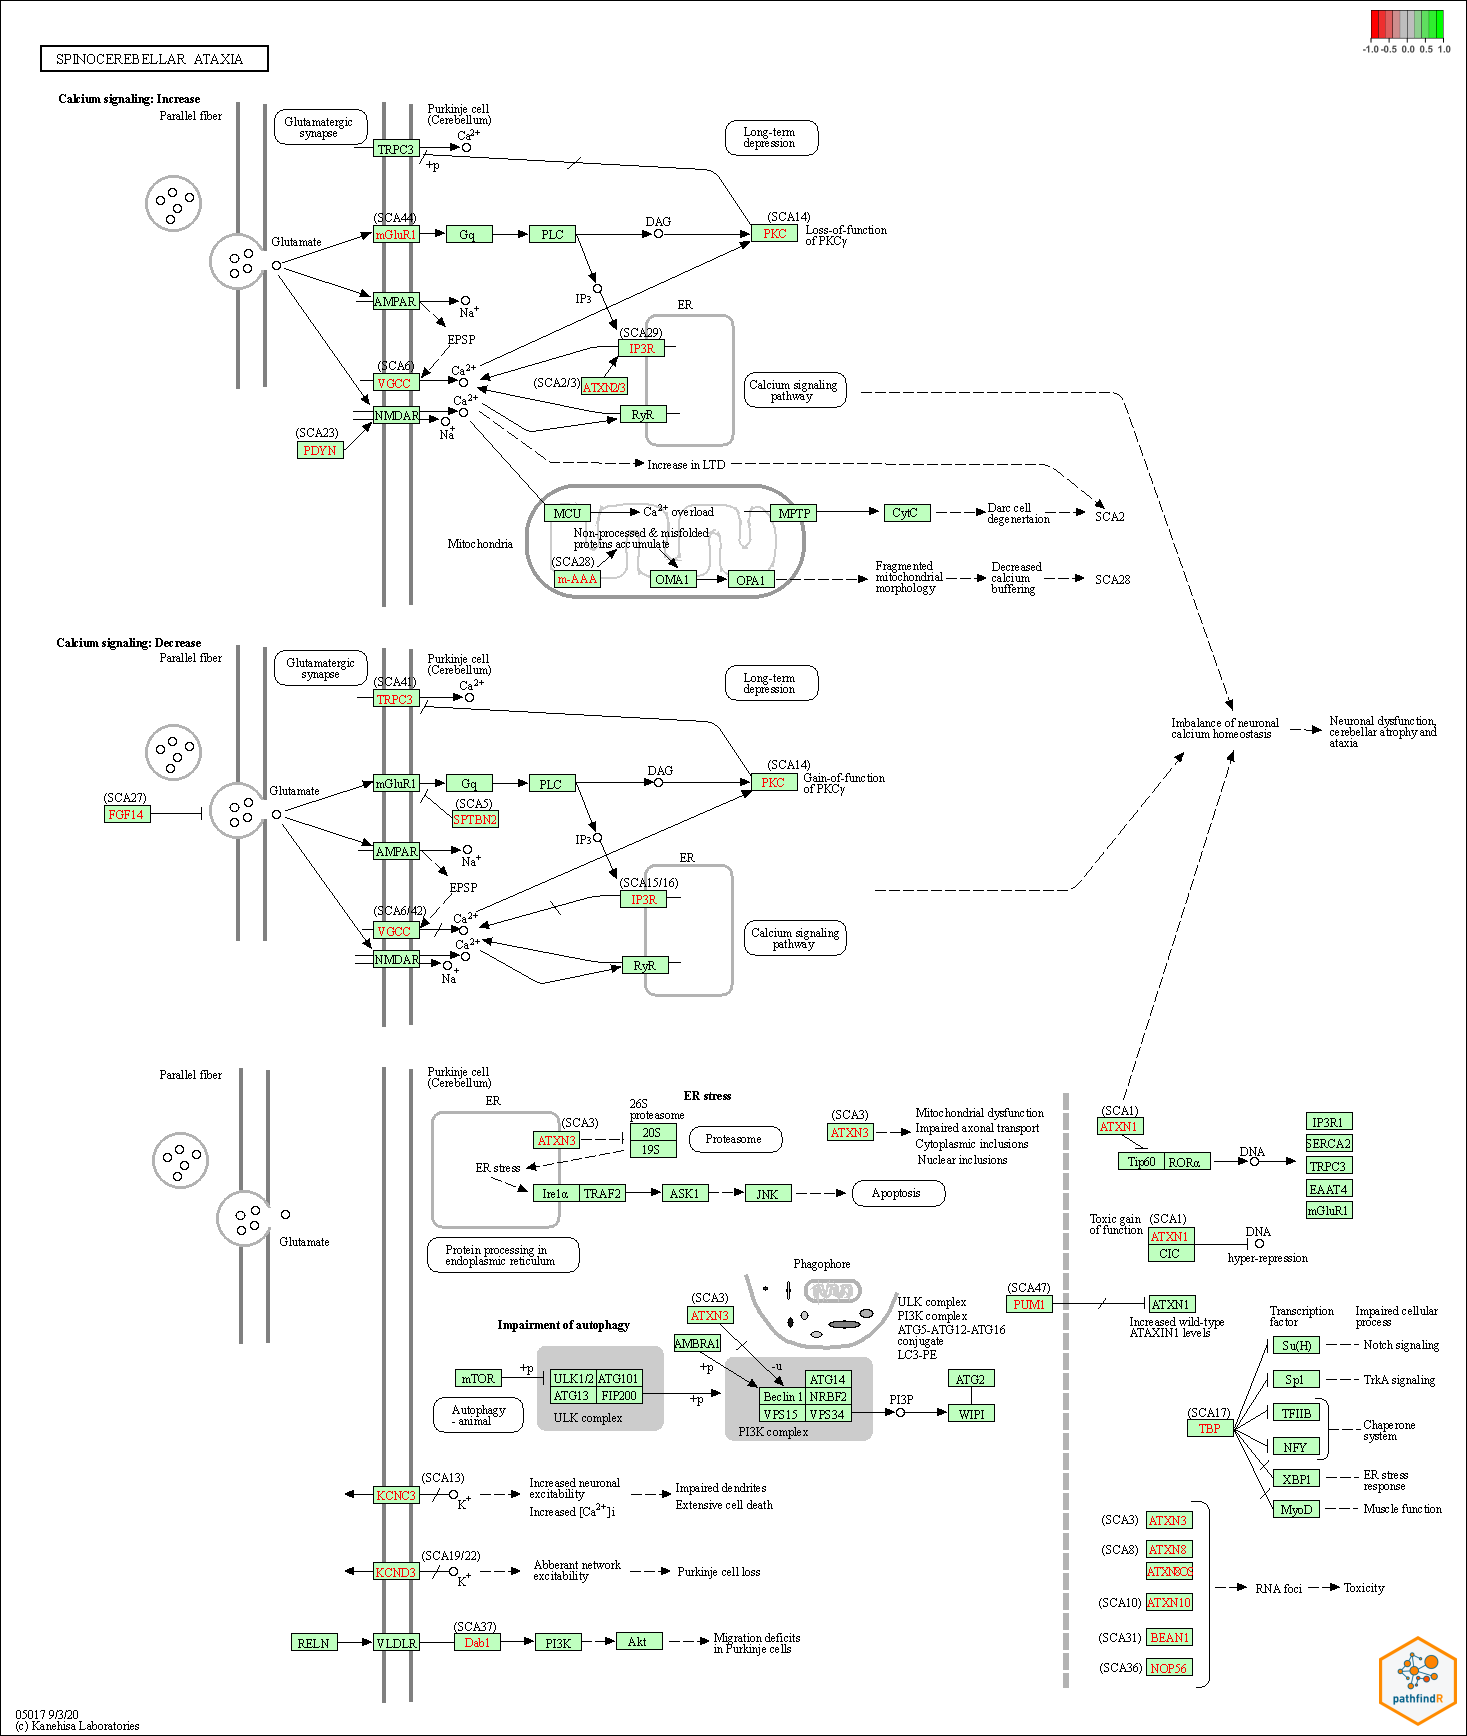 -1.0 -0.5 0.0 0.5 1.0
SPINOCEREBELLAR ATAXIA
Calcium signaling: Increase
Parallel fiber
Glutamatergic
synapse
Purkinje cell
(Cerebellum)
Ca2+
TRPC3
+p
Long-term
depression
(SCA44)
mGluR1
Gq
PLC
DAG
(SCA14)
PKC
Loss-of-function
of PKCγ
Glutamate
AMPAR
Na+
EPSP
IP3
ER
(SCA29)
IP3R
(SCA6)
VGCC
Ca2+
(SCA2/3)
ATXN2/3
Calcium signaling
pathway
NMDAR
Ca2+
Na+
RyR
(SCA23)
PDYN
Increase in LTD
MCU
Ca2+ overload
MPTP
CytC
Darc cell
degenertaion
SCA2
Mitochondria
Non-processed & misfolded
proteins accumulate
(SCA28)
m-AAA
OMA1
OPA1
Fragmented
mitochondrial
morphology
Decreased
calcium
buffering
SCA28
Calcium signaling: Decrease
Parallel fiber
Glutamatergic
synapse
Purkinje cell
(Cerebellum)
(SCA41)
TRPC3
Ca2+
Long-term
depression
Imbalance of neuronal
calcium homeostasis
Neuronal dysfunction,
cerebellar atrophy and
ataxia
mGluR1
Gq
PLC
DAG
(SCA14)
PKC
Gain-of-function
of PKCγ
(SCA27)
FGF14
Glutamate
(SCA5)
SPTBN2
AMPAR
Na+
EPSP
IP3
ER
(SCA15/16)
IP3R
(SCA6/42)
VGCC
Ca2+
Calcium signaling
pathway
NMDAR
Ca2+
Na+
RyR
Parallel fiber
Purkinje cell
(Cerebellum)
Glutamate
ER
ER stress
(SCA3)
ATXN3
26S
proteasome
20S
19S
Proteasome
(SCA3)
ATXN3
Mitochondrial dysfunction
Impaired axonal transport
Cytoplasmic inclusions
Nuclear inclusions
ER stress
Ire1α
TRAF2
ASK1
JNK
Apoptosis
Protein processing in
endoplasmic reticulum
(SCA1)
ATXN1
Tip60
RORα
DNA
IP3R1
SERCA2
TRPC3
EAAT4
mGluR1
Toxic gain
of function
(SCA1)
ATXN1
CIC
DNA
hyper-repression
Phagophore
ULK complex
PI3K complex
ATG5-ATG12-ATG16
conjugate
LC3-PE
(SCA47)
PUM1
ATXN1
Increased wild-type
ATAXIN1 levels
Impairment of autophagy
(SCA3)
ATXN3
AMBRA1
+p
-u
mTOR
+p
ULK1/2
ATG101
ATG13
FIP200
ULK complex
+p
ATG14
Beclin 1
NRBF2
VPS15
VPS34
PI3K complex
PI3P
ATG2
WIPI
Autophagy
- animal
Transcription
factor
Impaired cellular
process
Su(H)
Notch signaling
Sp1
TrkA signaling
(SCA17)
TBP
TFIIB
NFY
Chaperone
system
XBP1
ER stress
response
MyoD
Muscle function
(SCA13)
KCNC3
K+
Increased neuronal
excitability
Increased [Ca2+]i
Impaired dendrites
Extensive cell death
(SCA19/22)
KCND3
K+
Abberant network
excitability
Purkinje cell loss
RELN
VLDLR
(SCA37)
Dab1
PI3K
Akt
Migration deficits
in Purkinje cells
(SCA3)
ATXN3
(SCA8)
ATXN8
ATXN8OS
(SCA10)
ATXN10
(SCA31)
BEAN1
(SCA36)
NOP56
RNA foci
Toxicity
pathfindR
05017 9/3/20
(c) Kanehisa Laboratories